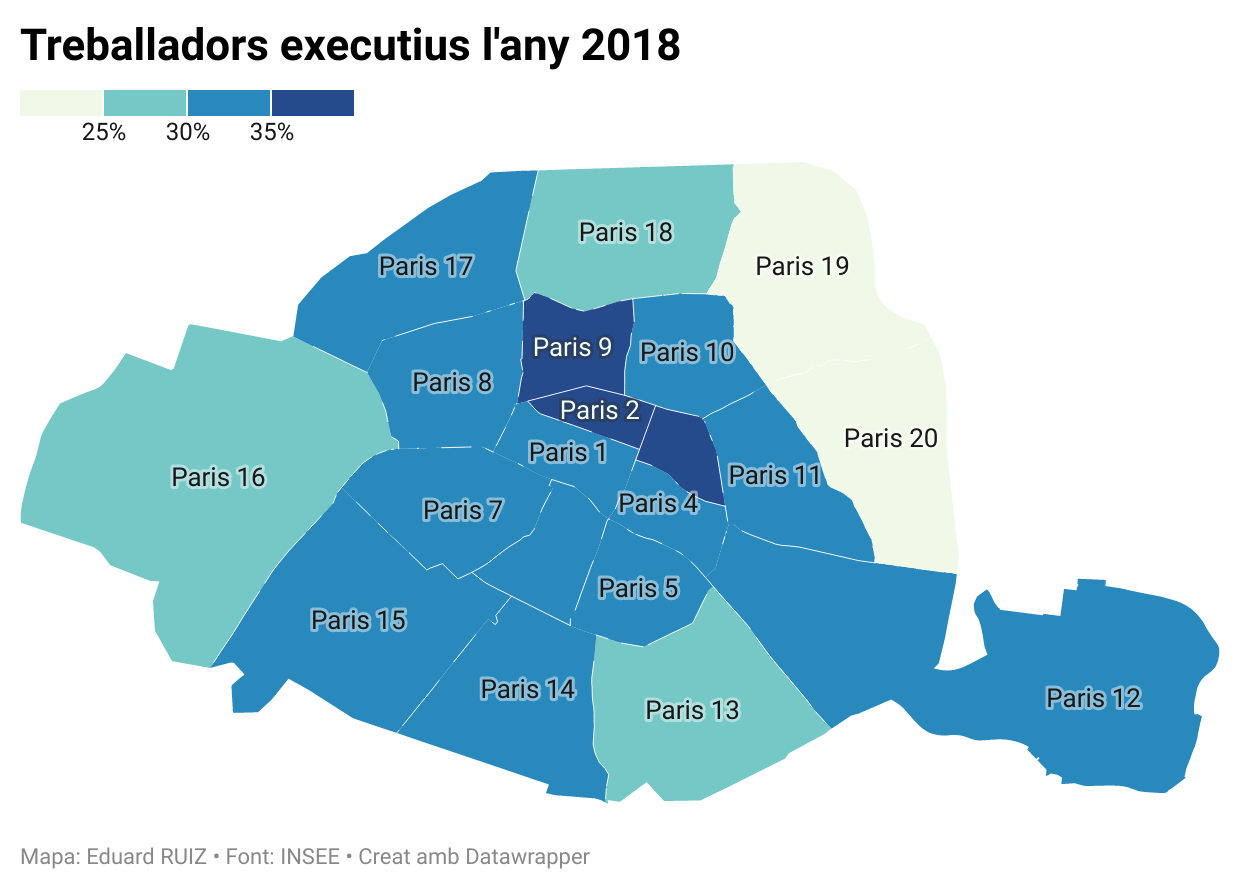 Treballadors executius l'any 2018
25% 30% 35%
Paris 18
Paris 17
Paris 19
Paris 9
Paris 10
Paris 8
Paris 2
Paris 20
Paris 1
Paris 16
Paris 11
Paris 4
Paris 7
Paris 5
Paris 15
Paris 14
Paris 12
Paris 13
Mapa: Eduard RUIZ • Font: INSEE • Creat amb Datawrapper